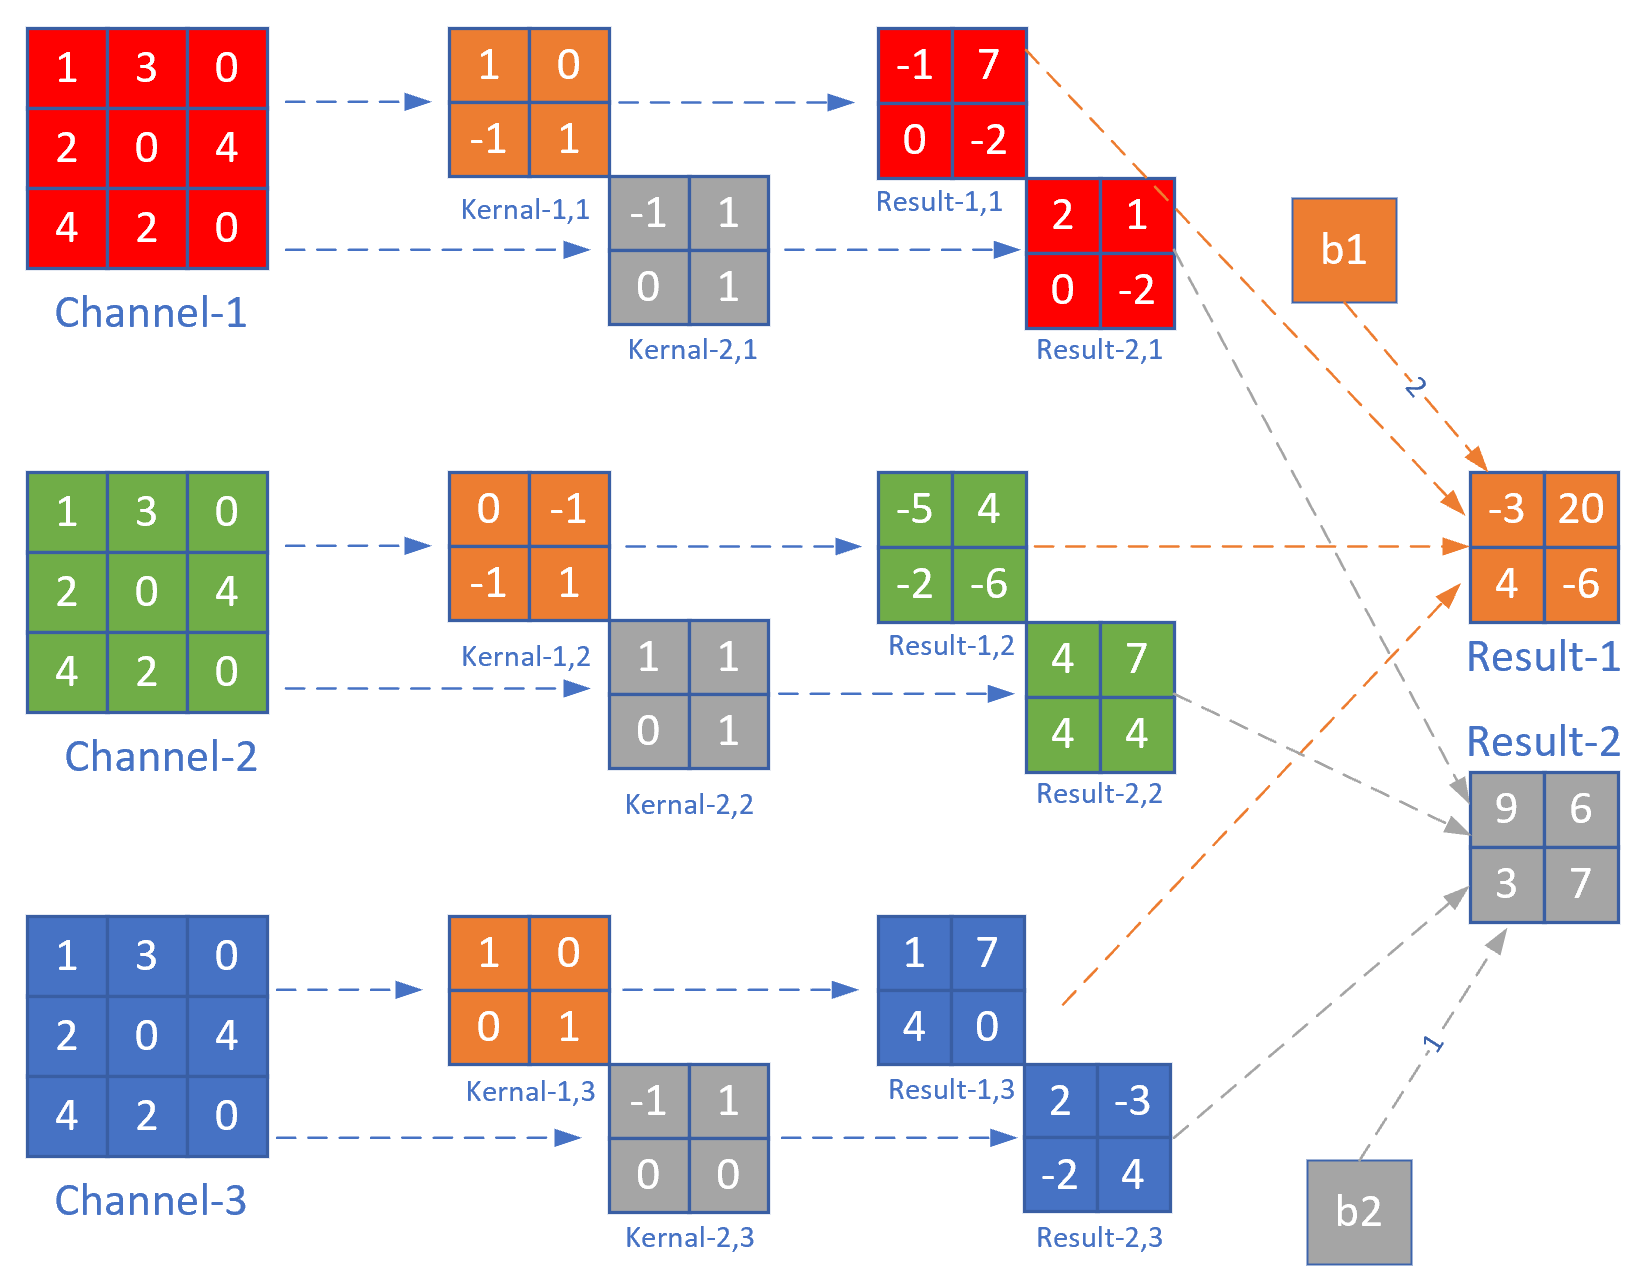 1 3 0
2 0 4
4 2 0
Channel-1
1 0
-1 1
Kernal-1,1
-1 1
0 1
Kernal-2,1
-1 7
0 -2
Result-1,1
2 1
0 -2
Result-2,1
b1
2
1 3 0
2 0 4
4 2 0
Channel-2
0 -1
-1 1
Kernal-1,2
1 1
0 1
Kernal-2,2
-5 4
-2 -6
Result-1,2
4 7
4 4
Result-2,2
-3 20
4 -6
Result-1
Result-2
9 6
3 7
1 3 0
2 0 4
4 2 0
Channel-3
1 0
0 1
Kernal-1,3
-1 1
0 0
Kernal-2,3
1 7
4 0
Result-1,3
2 -3
-2 4
Result-2,3
1
b2